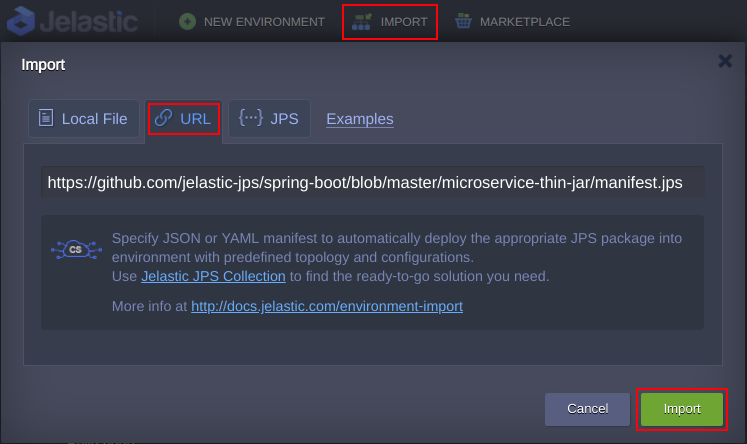 Jelastic NEW ENVIRONMENT IMPORT MARKETPLACE
Import
Local File URL {···} JPS Examples
https://github.com/jelastic-jps/spring-boot/blob/master/microservice-thin-jar/manifest.jps
CS
Specify JSON or YAML manifest to automatically deploy the appropriate JPS package into
environment with predefined topology and configurations.
Use Jelastic JPS Collection to find the ready-to-go solution you need.
More info at http://docs.jelastic.com/environment-import
Cancel Import